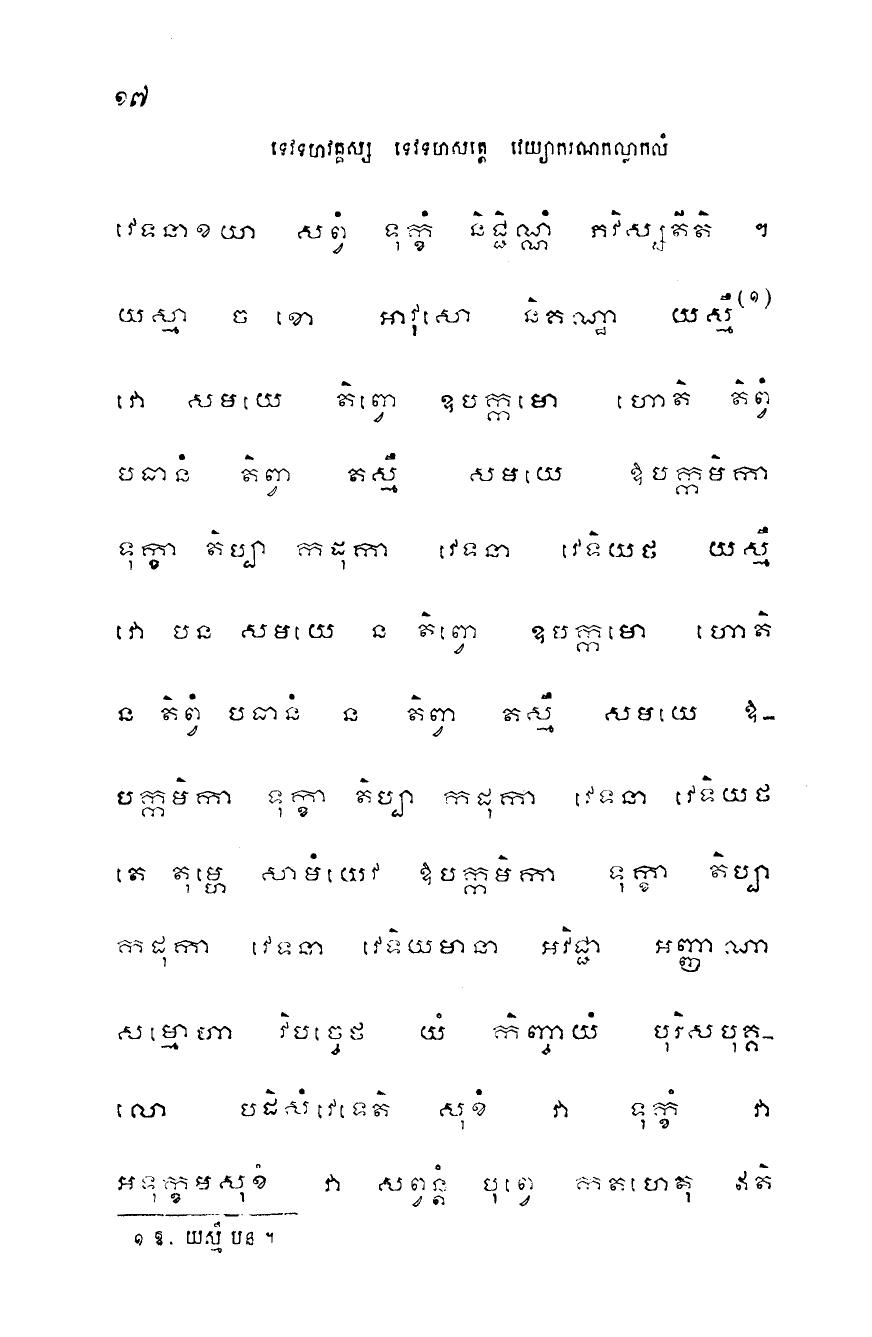 ១៧
ទេវទហវគ្គស្ស ទេវទហសុត្តេ វេយ្យាករណកល្លកលំ
វេទនាខយា សព្វំ ទុក្ខំ និជ្ជិណ្ណំ ភវិស្សតីតិ ។
យស្មា ច ខោ អាវុសោ និគណ្ឋា យស្មឹ (១)
វោ សមយេ តិព្វោ ឧបក្កមោ ហោតិ តិព្វំ
បធានំ តិព្វា តស្មឹ សមយេ ឱបក្កមិកា
ទុក្ខា តិប្បា កដុកា វេទនា វេទិយថ យស្មឹ
វោ បន សមយេ ន តិព្វោ ឧបក្កមោ ហោតិ
ន តិព្វំ បធានំ ន តិព្វា តស្មឹ សមយេ ឱ-
បក្កមិកា ទុក្ខា តិប្បា កដុកា វេទនា វេទិយថ
តេ តុម្ហេ សាមំយេវ ឱបក្កមិកា ទុក្ខា តិប្បា
កដុកា វេទនា វេទិយមានា អវិជ្ជា អញ្ញាណា
សម្មោហា វិបច្ចេថ យំ កិញ្ចាយំ បុរិសបុគ្គ-
លោ បដិសំវេទេតិ សុខំ វា ទុក្ខំ វា
អទុក្ខមសុខំ វា សព្វន្តំ បុព្វេ កតហេតុ ឥតិ
១ ឱ. យស្មឹ បន ។